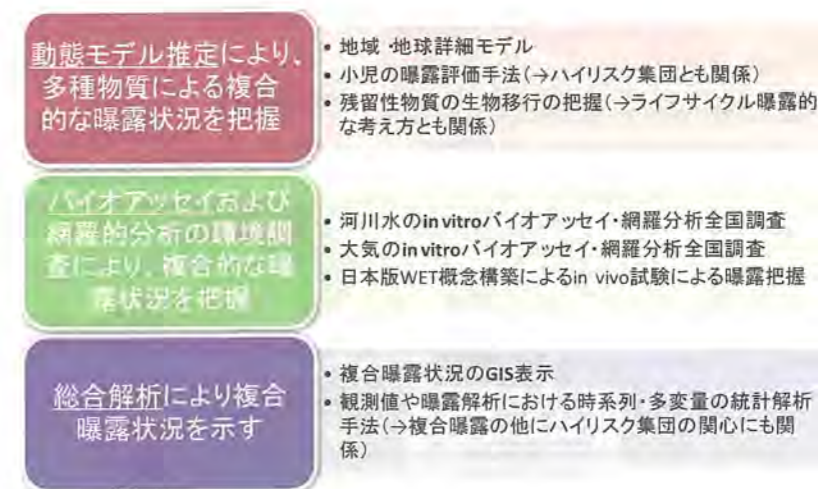 動態モデル推定により、
多種物質による複合
的な曝露状況を把握
• 地域・地球詳細モデル
• 小児の曝露評価手法(→ハイリスク集団とも関係)
• 残留性物質の生物移行の把握(→ライフサイクル曝露的
な考え方とも関係)
バイオアッセイおよび
網羅的分析の環境調
査により、複合的な曝
露状況を把握
• 河川水のin vitroバイオアッセイ・網羅分析全国調査
• 大気のin vitroバイオアッセイ・網羅分析全国調査
• 日本版WET概念構築によるin vivo試験による曝露把握
総合解析により複合
曝露状況を示す
• 複合曝露状況のGIS表示
• 観測値や曝露解析における時系列・多変量の統計解析
手法(→複合曝露の他にハイリスク集団の関心にも関
係)